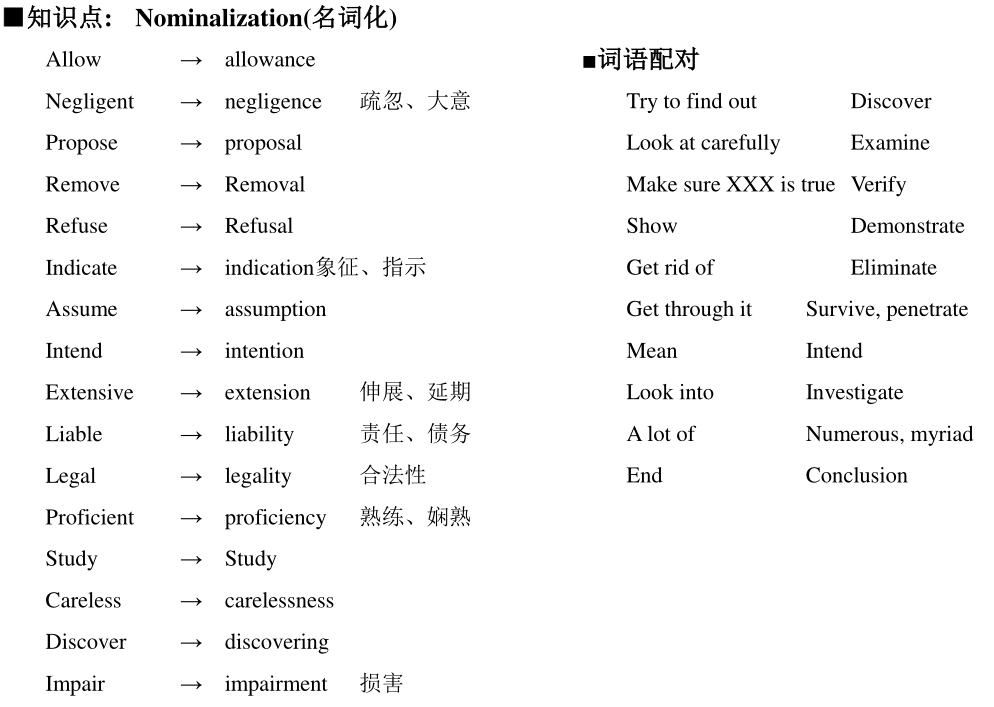 ■知识点: Nominalization(名词化)
Allow → allowance
Negligent → negligence 疏忽、大意
Propose → proposal
Remove → Removal
Refuse → Refusal
Indicate → indication象征、指示
Assume → assumption
Intend → intention
Extensive → extension 伸展、延期
Liable → liability 责任、债务
Legal → legality 合法性
Proficient → proficiency 熟练、娴熟
Study → Study
Careless → carelessness
Discover → discovering
Impair → impairment 损害
■词语配对
Try to find out Discover
Look at carefully Examine
Make sure XXX is true Verify
Show Demonstrate
Get rid of Eliminate
Get through it Survive, penetrate
Mean Intend
Look into Investigate
A lot of Numerous, myriad
End Conclusion